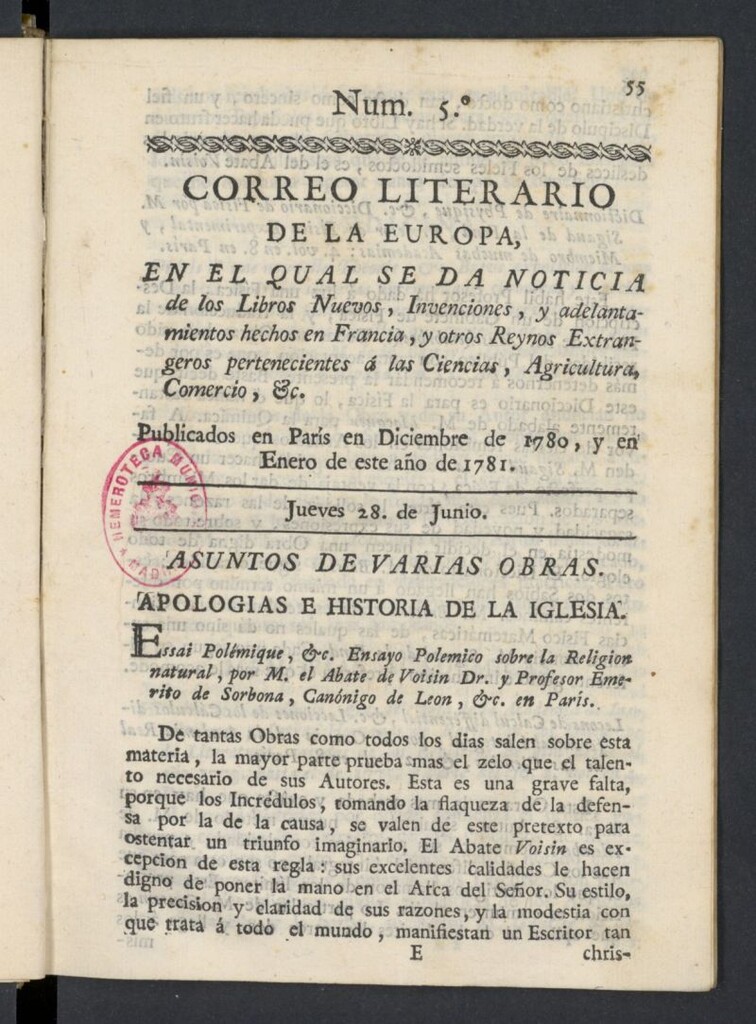 55
Num. 5.º
CORREO LITERARIO
DE LA EUROPA,
EN EL QUAL SE DA NOTICIA
de los Libros Nuevos, Invenciones, y adelanta-
mientos hechos en Francia, y otros Reynos Extran-
geros pertenecientes á las Ciencias, Agricultura,
Comercio, &c.
Publicados en París en Diciembre de 1780, y en
Enero de este año de 1781.
HEMEROTECA MUNIC
MAD
Jueves 28. de Junio.
ASUNTOS DE VARIAS OBRAS.
APOLOGIAS E HISTORIA DE LA IGLESIA.
Essai Polémique, &c. Ensayo Polemico sobre la Religion
natural, por M. el Abate de Voisin Dr. y Profesor Eme-
rito de Sorbona, Canónigo de Leon, &c. en París.
De tantas Obras como todos los dias salen sobre esta
materia, la mayor parte prueba mas el zelo que el talen-
to necesario de sus Autores. Esta es una grave falta,
porque los Incrédulos, tomando la flaqueza de la defen-
sa por la de la causa, se valen de este pretexto para
ostentar un triunfo imaginario. El Abate Voisin es ex-
cepcion de esta regla: sus excelentes calidades le hacen
digno de poner la mano en el Arca del Señor. Su estilo,
la precision y claridad de sus razones, y la modestia con
que trata á todo el mundo, manifiestan un Escritor tan
E
chris-